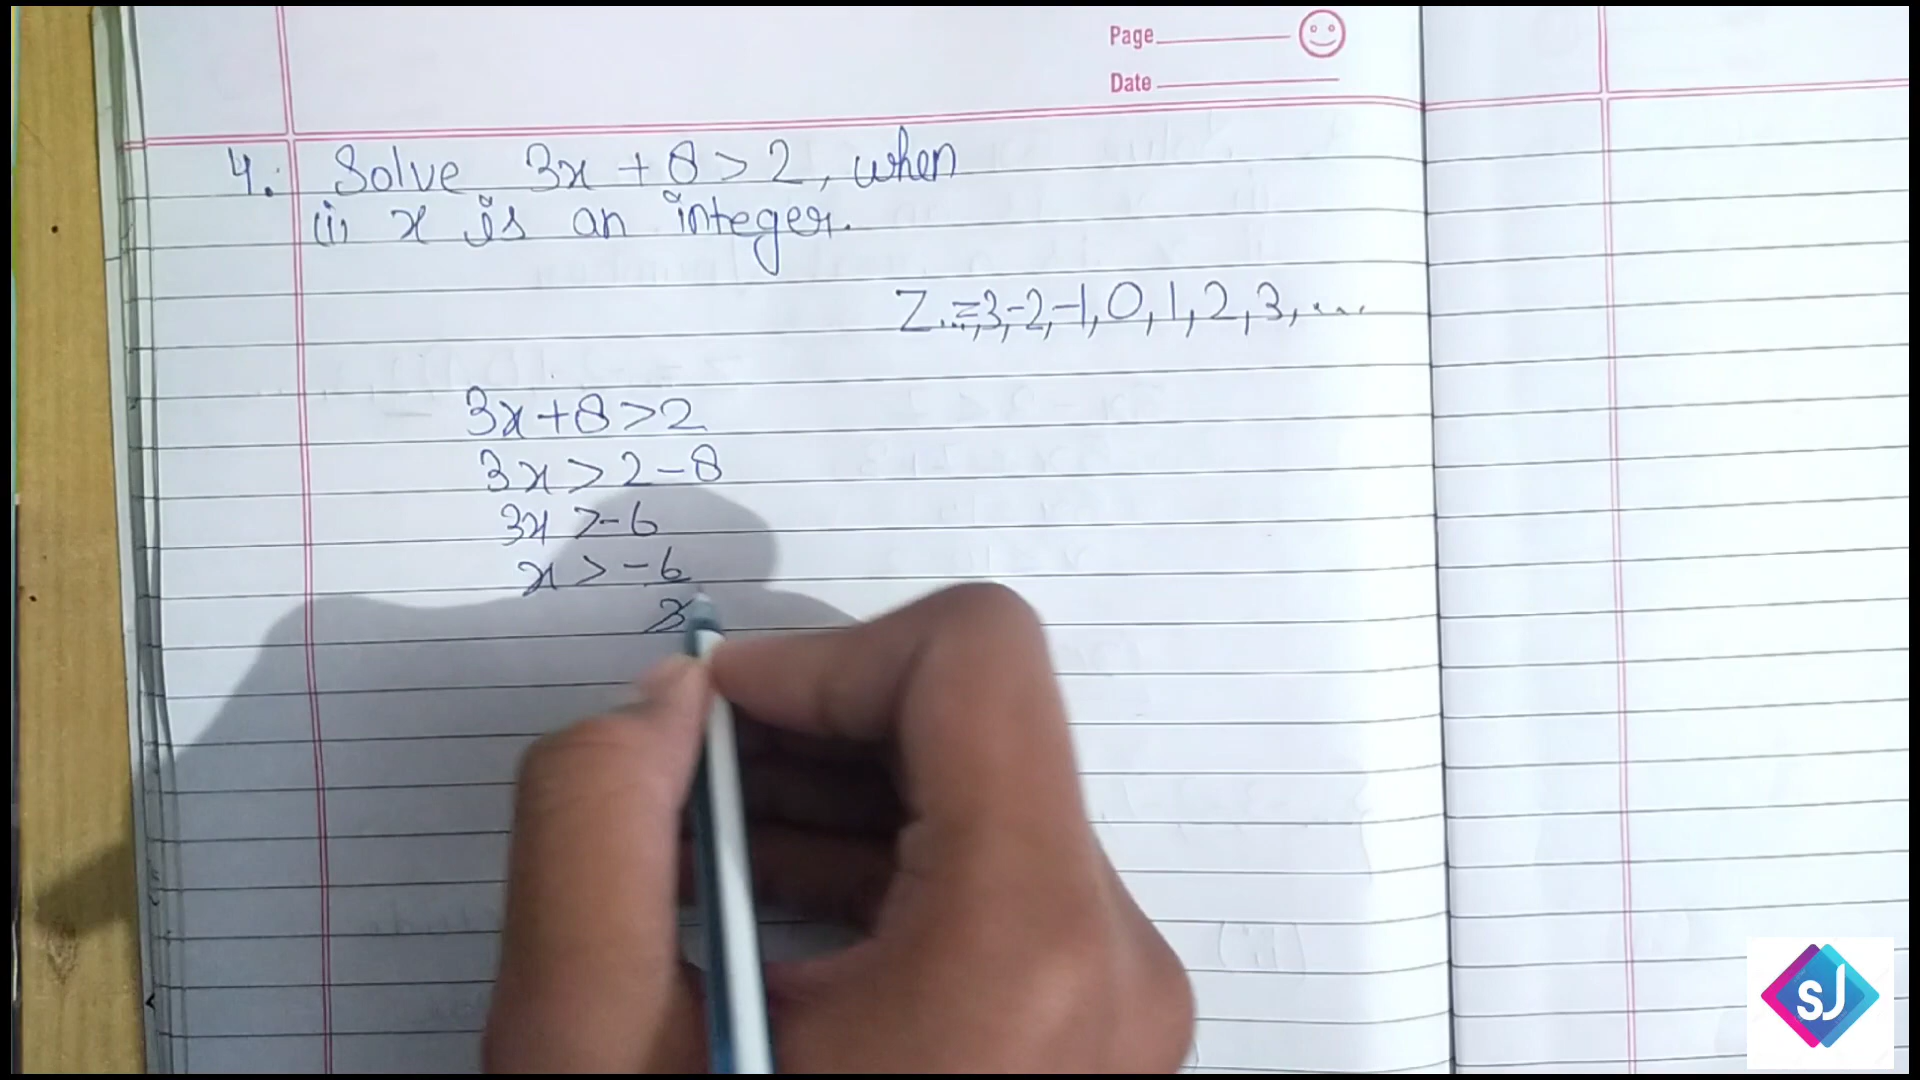 Page
Date
4. Solve 3x + 8 > 2, when
(i) x is an integer.
Z = ..., -3, -2, -1, 0, 1, 2, 3, ...
3x + 8 > 2
3x > 2 - 8
3x > -6
x > -6
3
SJ